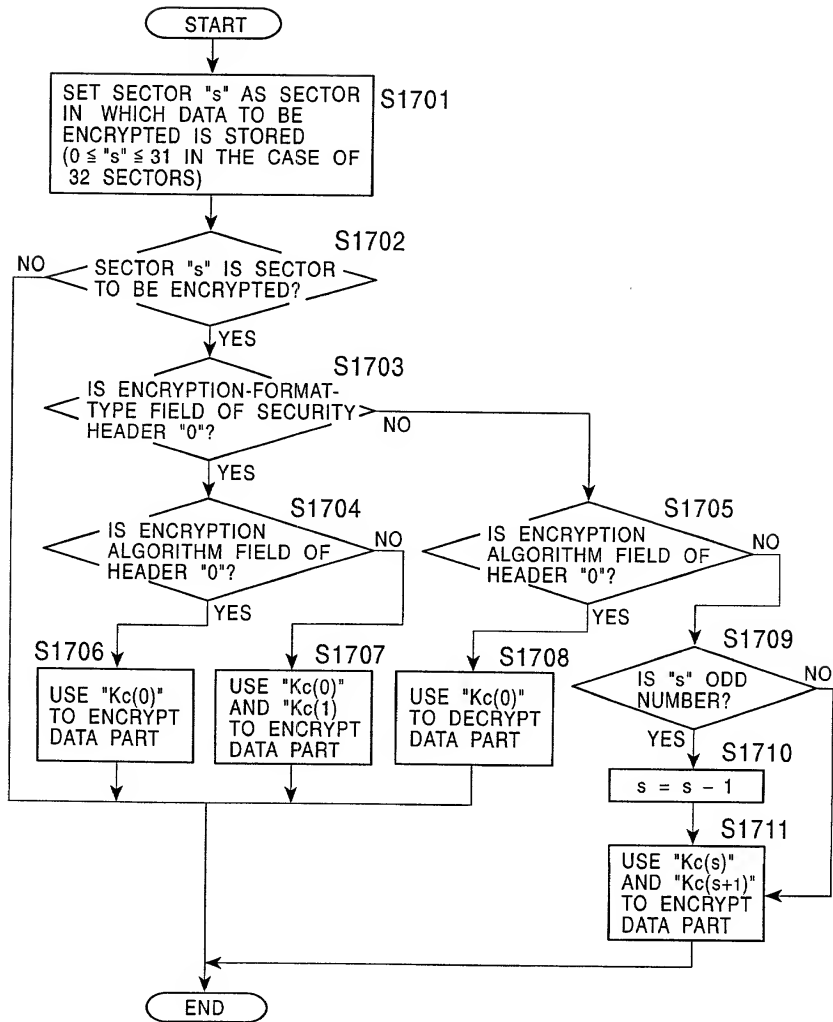 START
SET SECTOR "s" AS SECTOR
IN WHICH DATA TO BE
ENCRYPTED IS STORED
(0 ≦ "s" ≦ 31 IN THE CASE OF
32 SECTORS)
S1701
S1702
NO
SECTOR "s" IS SECTOR
TO BE ENCRYPTED?
YES
S1703
IS ENCRYPTION-FORMAT-
TYPE FIELD OF SECURITY
HEADER "0"?
NO
YES
S1704
IS ENCRYPTION
ALGORITHM FIELD OF
HEADER "0"?
NO
YES
S1705
IS ENCRYPTION
ALGORITHM FIELD OF
HEADER "0"?
NO
YES
S1706
USE "Kc(0)"
TO ENCRYPT
DATA PART
S1707
USE "Kc(0)"
AND "Kc(1)
TO ENCRYPT
DATA PART
S1708
USE "Kc(0)"
TO DECRYPT
DATA PART
S1709
IS "s" ODD
NUMBER?
NO
YES
S1710
s = s - 1
S1711
USE "Kc(s)"
AND "Kc(s+1)"
TO ENCRYPT
DATA PART
END